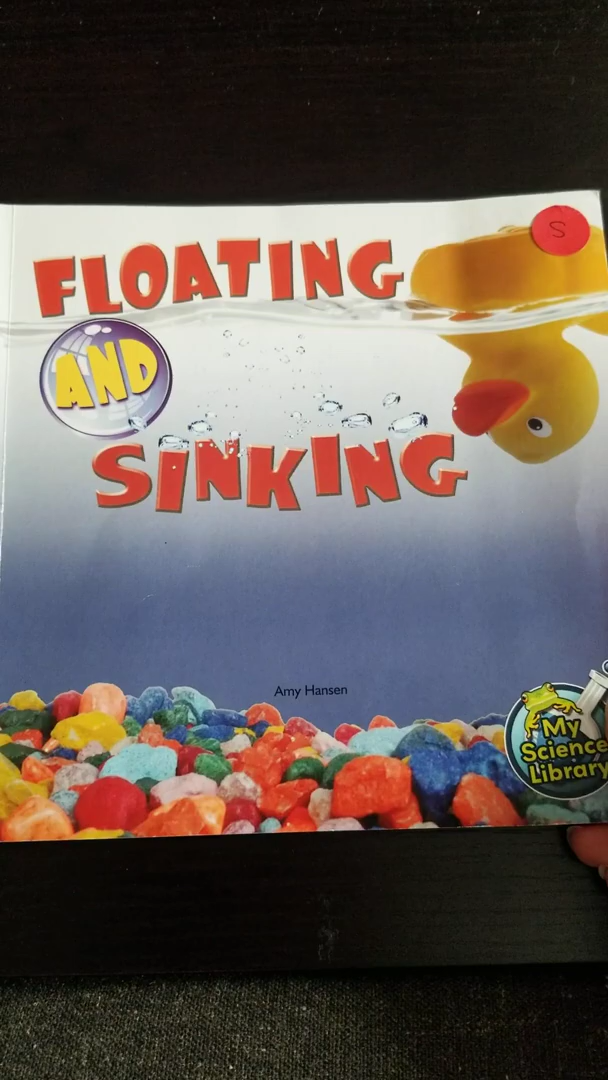 FLOATING
AND
SINKING
S
Amy Hansen
My
Science
Library